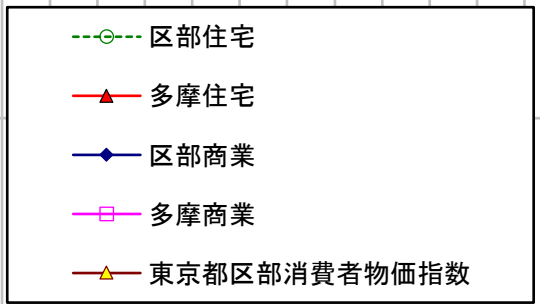 区部住宅
多摩住宅
区部商業
多摩商業
東京都区部消費者物価指数